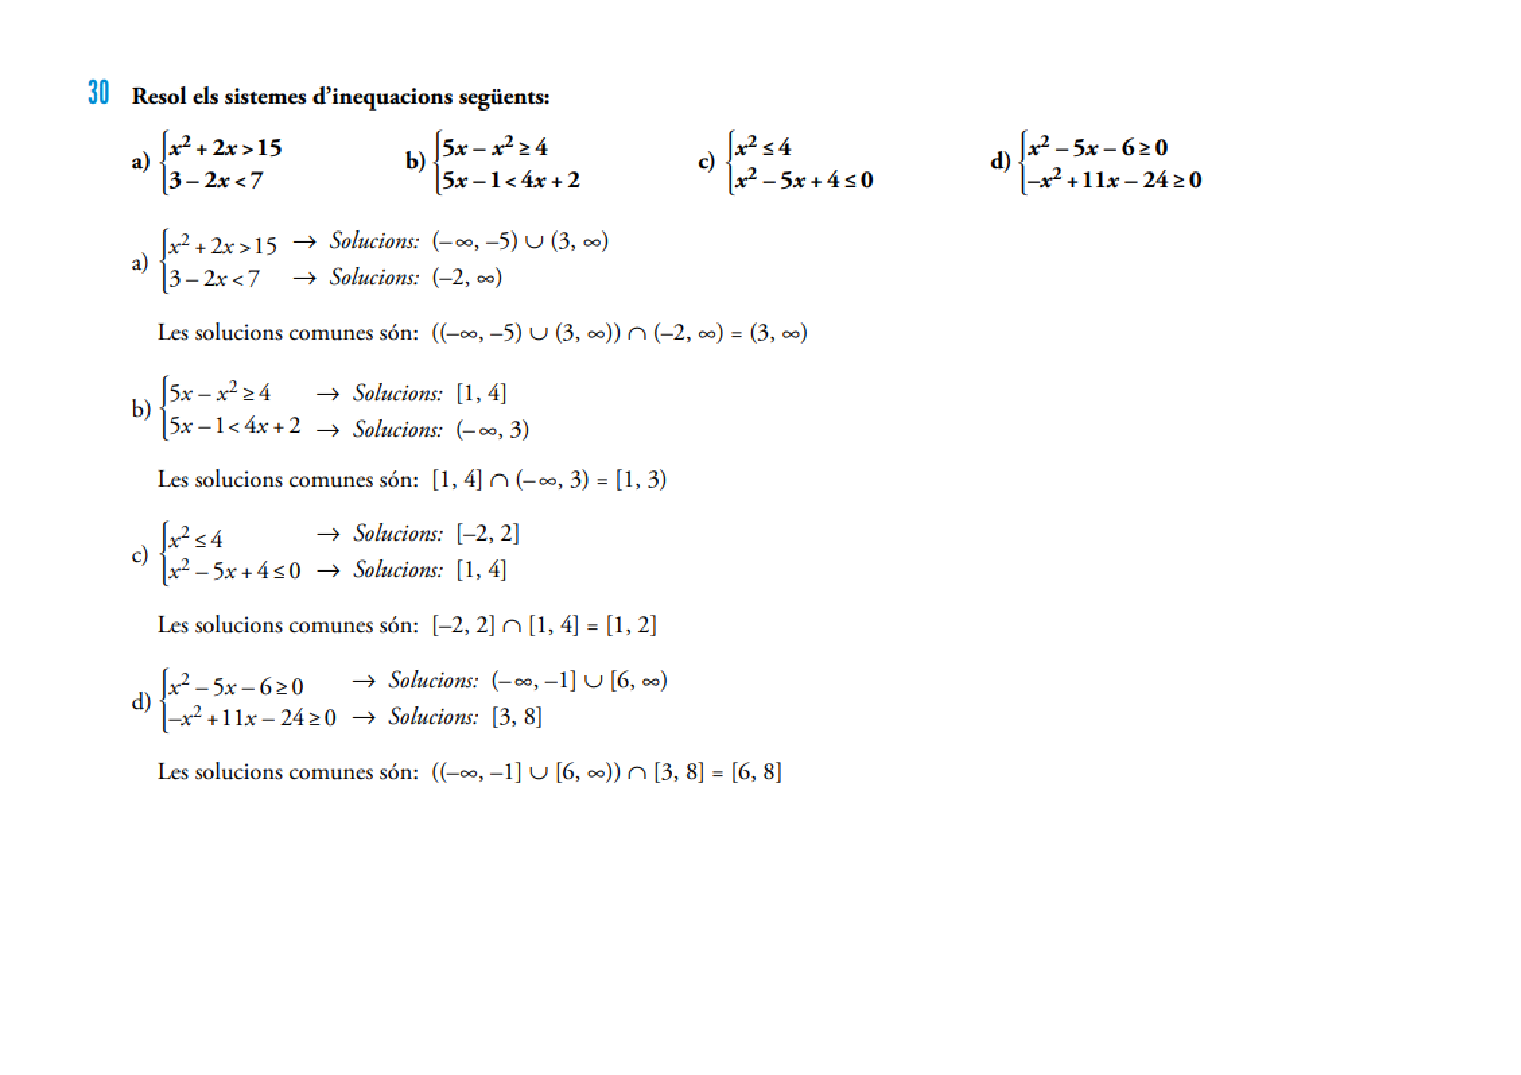 30 Resol els sistemes d’inequacions següents:
a) {x² + 2x > 15 b) {5x – x² ≥ 4 c) {x² ≤ 4 d) {x² – 5x – 6 ≥ 0
3 – 2x < 7 5x – 1 < 4x + 2 x² – 5x + 4 ≤ 0 –x² + 11x – 24 ≥ 0
a) {x² + 2x > 15 → Solucions: (–∞, –5) ∪ (3, ∞)
3 – 2x < 7 → Solucions: (–2, ∞)
Les solucions comunes són: ((–∞, –5) ∪ (3, ∞)) ∩ (–2, ∞) = (3, ∞)
b) {5x – x² ≥ 4 → Solucions: [1, 4]
5x – 1 < 4x + 2 → Solucions: (– ∞, 3)
Les solucions comunes són: [1, 4] ∩ (–∞, 3) = [1, 3)
c) {x² ≤ 4 → Solucions: [–2, 2]
x² – 5x + 4 ≤ 0 → Solucions: [1, 4]
Les solucions comunes són: [–2, 2] ∩ [1, 4] = [1, 2]
d) {x² – 5x – 6 ≥ 0 → Solucions: (–∞, –1] ∪ [6, ∞)
–x² + 11x – 24 ≥ 0 → Solucions: [3, 8]
Les solucions comunes són: ((–∞, –1] ∪ [6, ∞)) ∩ [3, 8] = [6, 8]